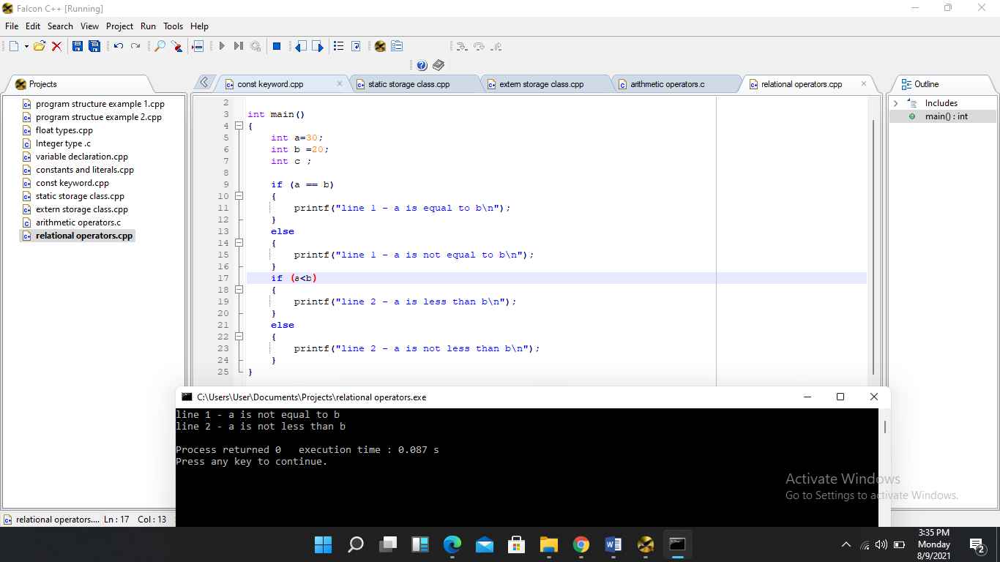 Falcon C++ [Running]
File Edit Search View Project Run Tools Help
Projects
const keyword.cpp
static storage class.cpp
extern storage class.cpp
arithmetic operators.c
relational operators.cpp
Outline
program structure example 1.cpp
program structue example 2.cpp
float types.cpp
Integer type .c
variable declaration.cpp
constants and literals.cpp
const keyword.cpp
static storage class.cpp
extern storage class.cpp
arithmetic operators.c
relational operators.cpp
2
3 int main()
4 {
5 int a=30;
6 int b =20;
7 int c ;
8
9 if (a == b)
10 {
11 printf("line 1 - a is equal to b\n");
12 }
13 else
14 {
15 printf("line 1 - a is not equal to b\n");
16 }
17 if (a<b)
18 {
19 printf("line 2 - a is less than b\n");
20 }
21 else
22 {
23 printf("line 2 - a is not less than b\n");
24 }
25 }
Includes
main() : int
C:\Users\User\Documents\Projects\relational operators.exe
line 1 - a is not equal to b
line 2 - a is not less than b
Process returned 0 execution time : 0.087 s
Press any key to continue.
Activate Windows
Go to Settings to activate Windows.
relational operators.... Ln : 17 Col : 13
3:35 PM
Monday
8/9/2021
2